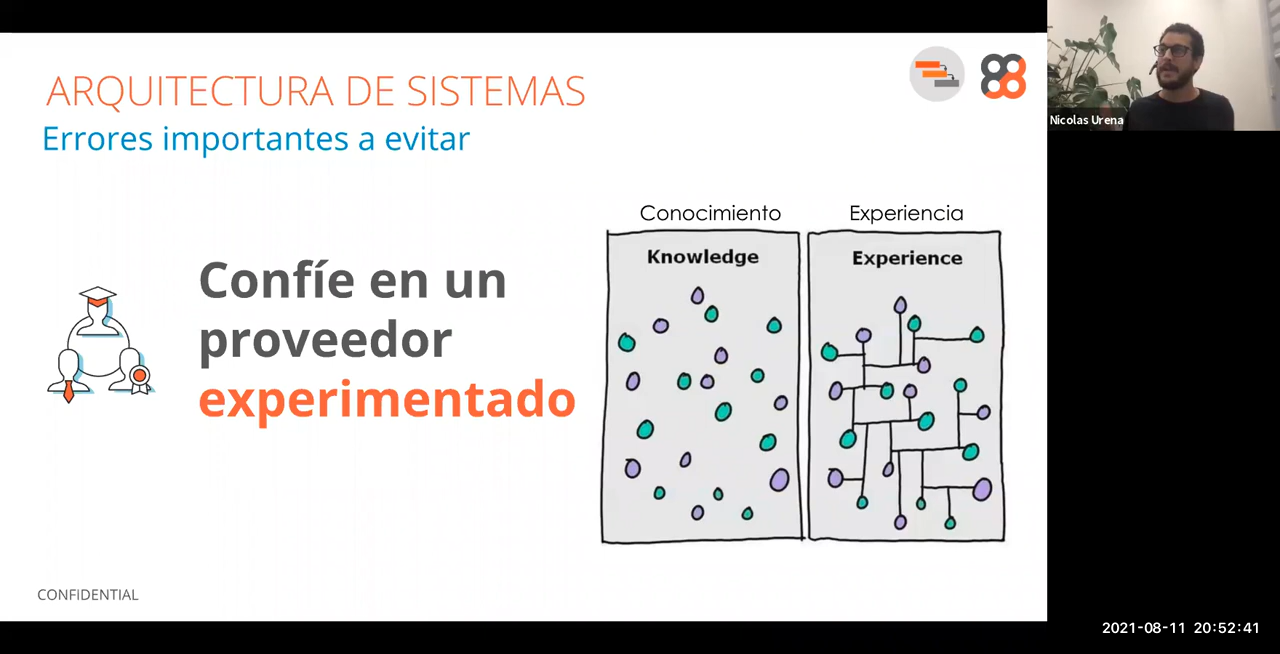 ARQUITECTURA DE SISTEMAS
Errores importantes a evitar
Nicolas Urena
Conocimiento
Experiencia
Knowledge
Experience
Confíe en un
proveedor
experimentado
CONFIDENTIAL
2021-08-11 20:52:41